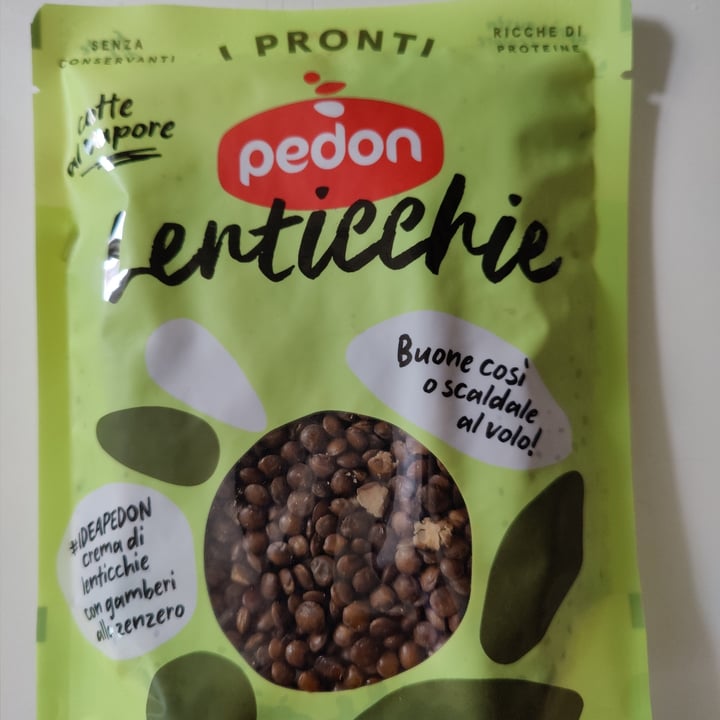 SENZA
CONSERVANTI
I PRONTI
RICCHE DI
PROTEINE
cotte
al vapore
pedon
Lenticchie
Buone così
o scaldale
al volo!
#IDEAPEDON
crema di
lenticchie
con gamberi
allo zenzero